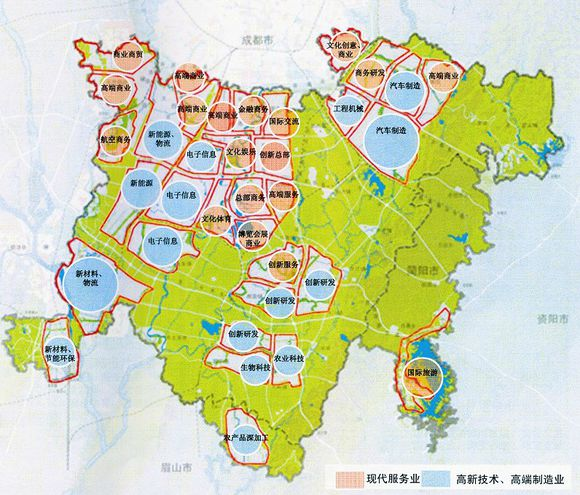 成都市
文化创意、
商业
商业商贸
商务研发
高端商业
高端商业
汽车制造
高端商业
高端商业
高端商业
金融商务
工程机械
国际交流
汽车制造
航空商务
新能源、
物流
电子信息
文化娱乐
创新总部
新能源
电子信息
总部商务
高端服务
文化体育
电子信息
博览会展
商业
创新服务
简阳市
新材料、
物流
创新研发
创新研发
资阳市
创新研发
新材料、
节能环保
生物科技
农业科技
国际旅游
农产品深加工
眉山市
现代服务业
高新技术、高端制造业